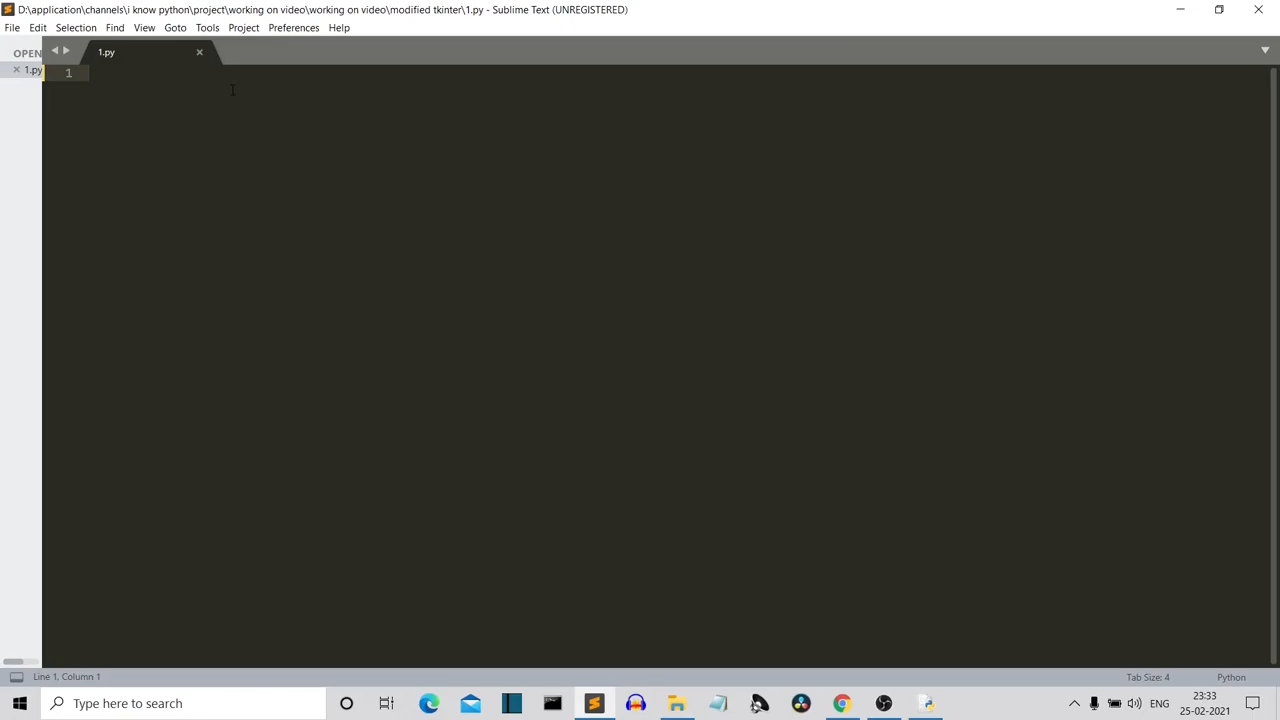 D:\application\channels\i know python\project\working on video\working on video\modified tkinter\1.py - Sublime Text (UNREGISTERED)
File Edit Selection Find View Goto Tools Project Preferences Help
OPEN
1.py
1.py
1
Line 1, Column 1
Tab Size: 4
Python
Type here to search
ENG
23:33
25-02-2021